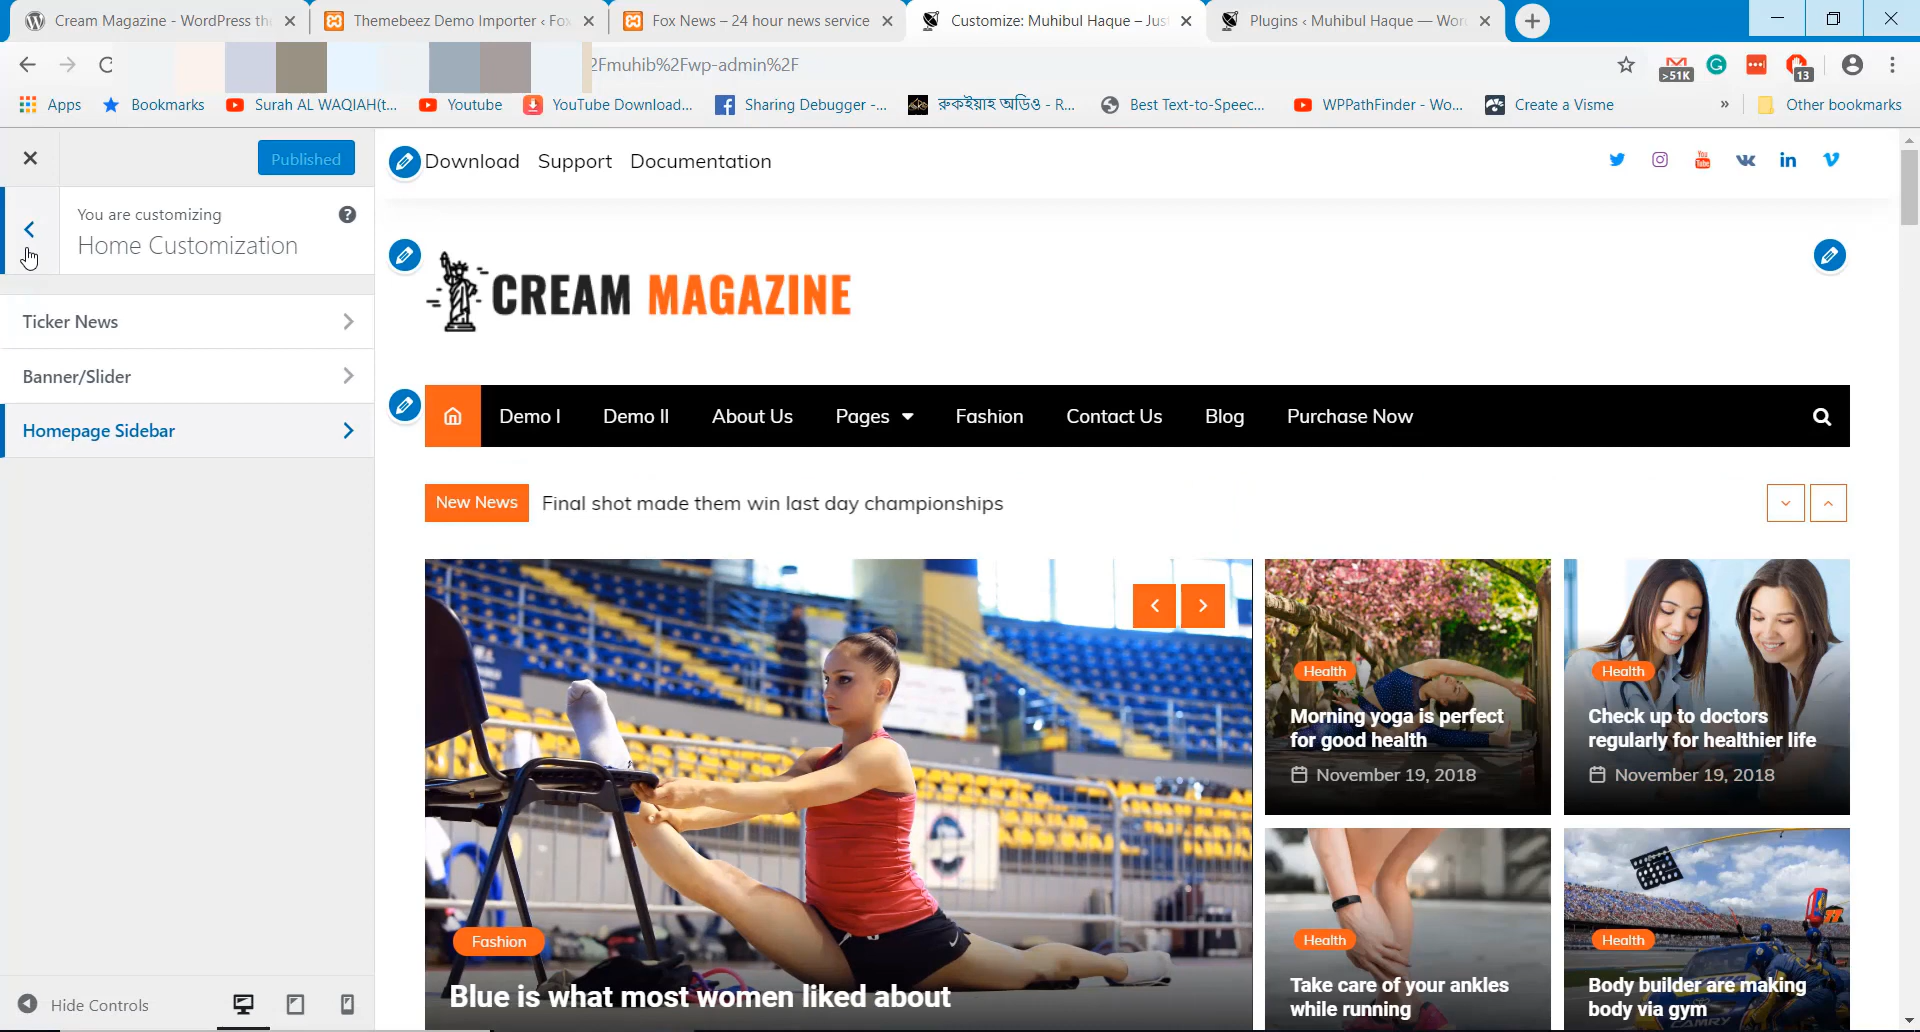 Cream Magazine - WordPress th
Themebeez Demo Importer ‹ Fox
Fox News – 24 hour news service
Customize: Muhibul Haque – Jus
Plugins ‹ Muhibul Haque — Wor
2Fmuhib%2Fwp-admin%2F
>51K
13
Apps
Bookmarks
Surah AL WAQIAH(t...
Youtube
YouTube Download...
Sharing Debugger -...
রুকইয়াহ অডিও - R...
Best Text-to-Speec...
WPPathFinder - Wo...
Create a Visme
»
Other bookmarks
Published
You are customizing
Home Customization
Ticker News
Banner/Slider
Homepage Sidebar
Hide Controls
Download Support Documentation
CREAM MAGAZINE
Demo I Demo II About Us Pages Fashion Contact Us Blog Purchase Now
New News Final shot made them win last day championships
Fashion
Blue is what most women liked about
Health
Morning yoga is perfect
for good health
November 19, 2018
Health
Check up to doctors
regularly for healthier life
November 19, 2018
Health
Take care of your ankles
while running
Health
Body builder are making
body via gym